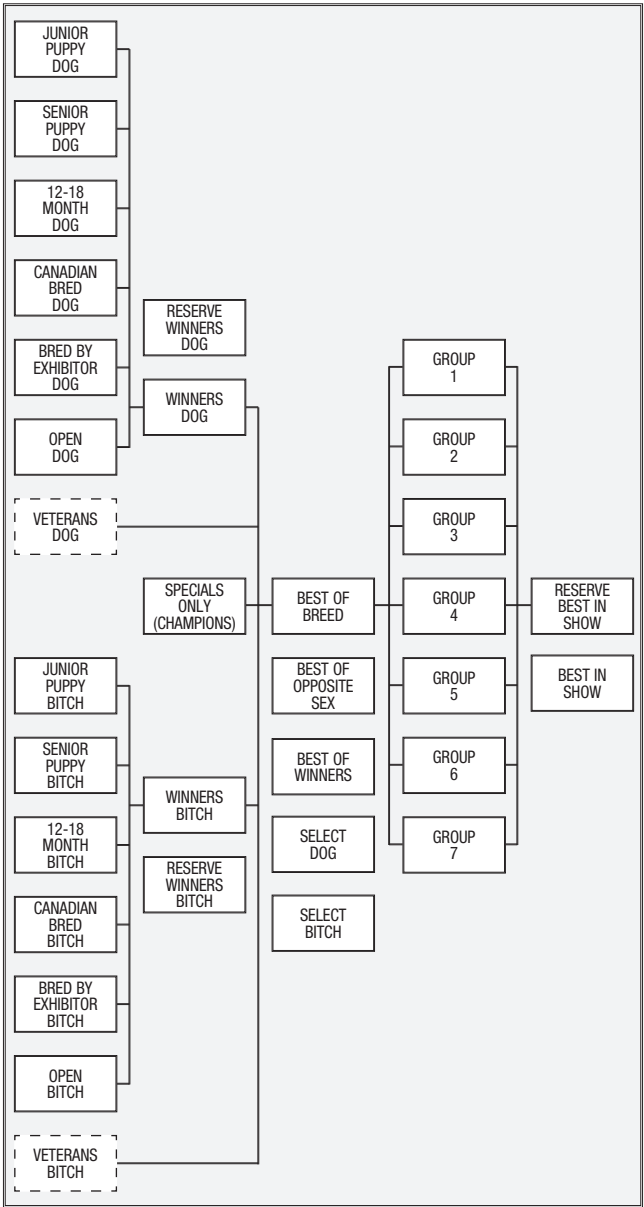 JUNIOR
PUPPY
DOG
SENIOR
PUPPY
DOG
12-18
MONTH
DOG
CANADIAN
BRED
DOG
BRED BY
EXHIBITOR
DOG
OPEN
DOG
VETERANS
DOG
JUNIOR
PUPPY
BITCH
SENIOR
PUPPY
BITCH
12-18
MONTH
BITCH
CANADIAN
BRED
BITCH
BRED BY
EXHIBITOR
BITCH
OPEN
BITCH
VETERANS
BITCH
RESERVE
WINNERS
DOG
WINNERS
DOG
SPECIALS
ONLY
(CHAMPIONS)
WINNERS
BITCH
RESERVE
WINNERS
BITCH
BEST OF
BREED
BEST OF
OPPOSITE
SEX
BEST OF
WINNERS
SELECT
DOG
SELECT
BITCH
GROUP
1
GROUP
2
GROUP
3
GROUP
4
GROUP
5
GROUP
6
GROUP
7
RESERVE
BEST IN
SHOW
BEST IN
SHOW